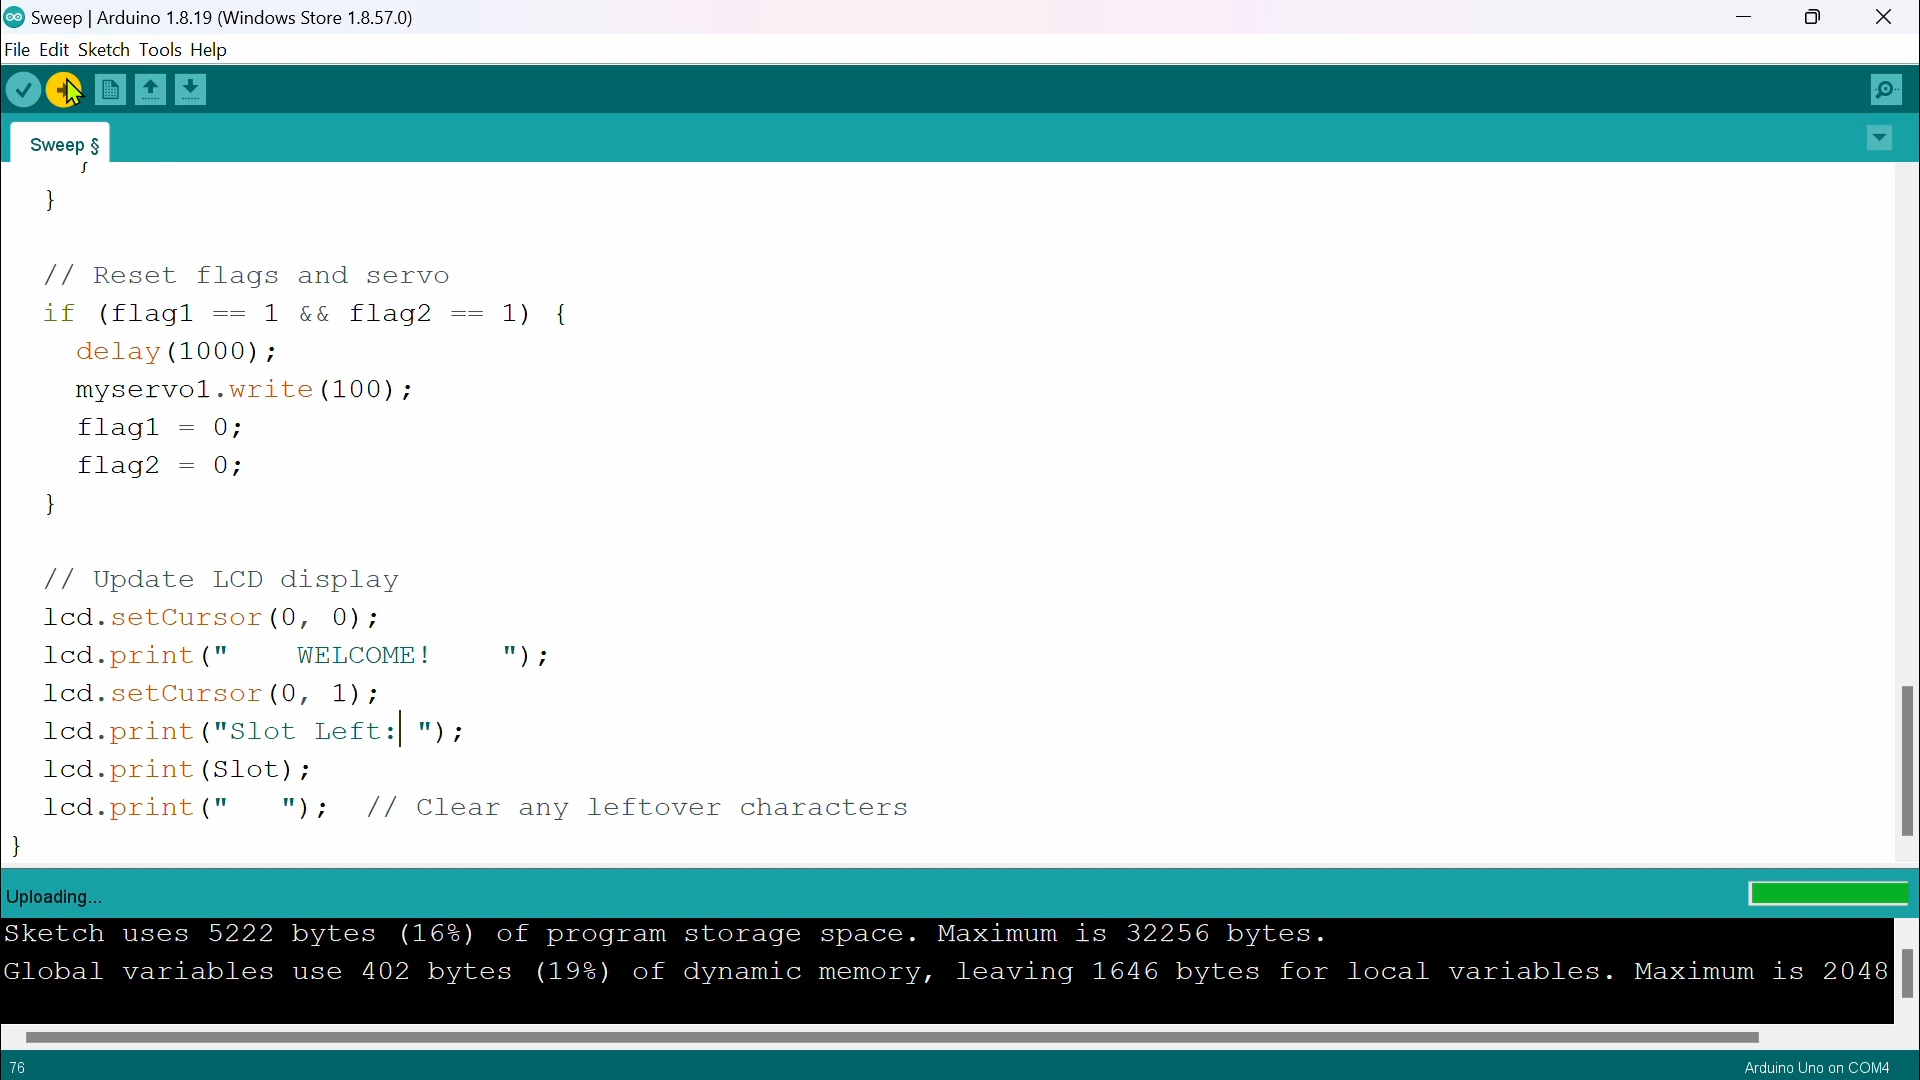 Sweep | Arduino 1.8.19 (Windows Store 1.8.57.0)
File Edit Sketch Tools Help
Sweep §
}
}
// Reset flags and servo
if (flag1 == 1 && flag2 == 1) {
delay(1000);
myservo1.write(100);
flag1 = 0;
flag2 = 0;
}
// Update LCD display
lcd.setCursor(0, 0);
lcd.print("    WELCOME!    ");
lcd.setCursor(0, 1);
lcd.print("Slot Left: ");
lcd.print(Slot);
lcd.print("   ");  // Clear any leftover characters
}
Uploading...
Sketch uses 5222 bytes (16%) of program storage space. Maximum is 32256 bytes.
Global variables use 402 bytes (19%) of dynamic memory, leaving 1646 bytes for local variables. Maximum is 2048
76
Arduino Uno on COM4